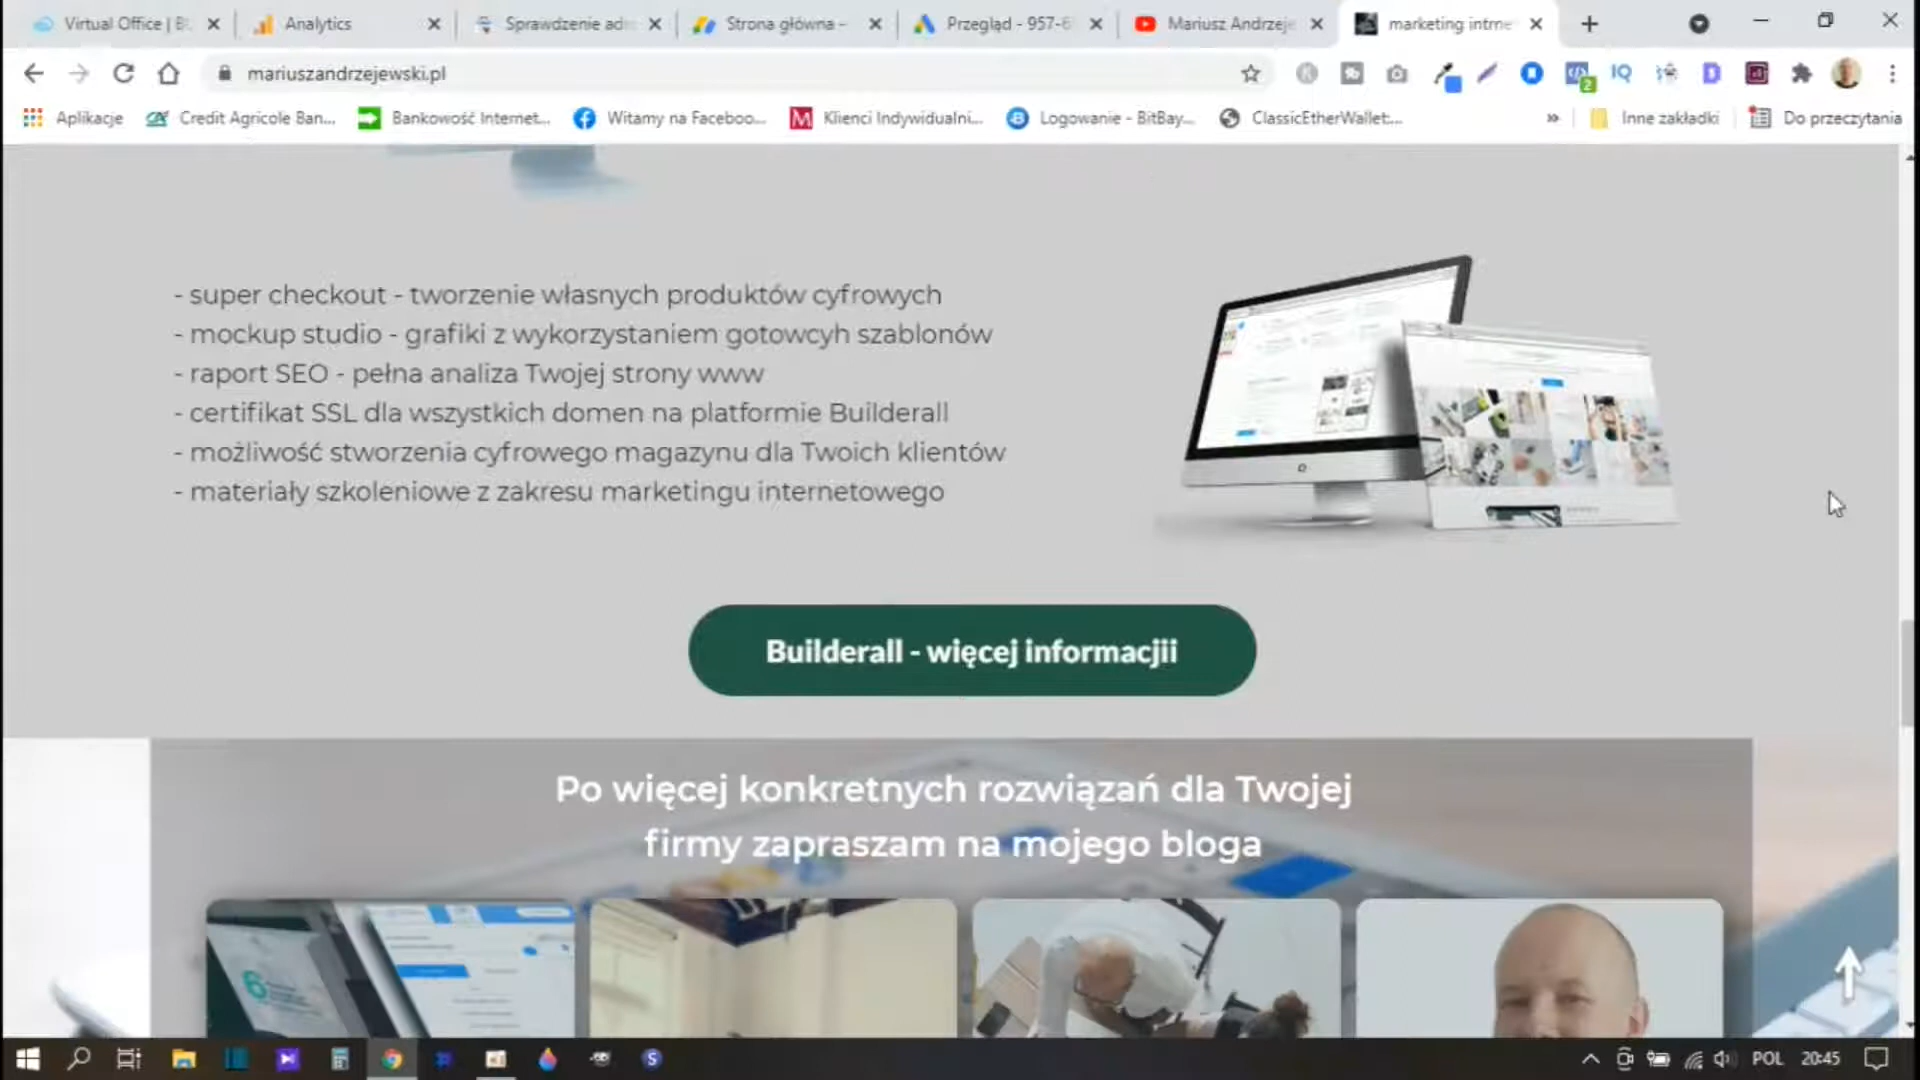 Virtual Office | B
Analytics
Sprawdzenie ad
Strona główna -
Przegląd - 957-6
Mariusz Andrzeje
marketing intrne
mariuszandrzejewski.pl
Aplikacje
Credit Agricole Ban...
Bankowość Internet...
Witamy na Faceboo...
Klienci Indywidualni...
Logowanie - BitBay...
ClassicEtherWallet:...
»
Inne zakładki
Do przeczytania
- super checkout - tworzenie własnych produktów cyfrowych
- mockup studio - grafiki z wykorzystaniem gotowcyh szablonów
- raport SEO - pełna analiza Twojej strony www
- certifikat SSL dla wszystkich domen na platformie Builderall
- możliwość stworzenia cyfrowego magazynu dla Twoich klientów
- materiały szkoleniowe z zakresu marketingu internetowego
Builderall - więcej informacjii
Po więcej konkretnych rozwiązań dla Twojej
firmy zapraszam na mojego bloga
6
POL
20:45